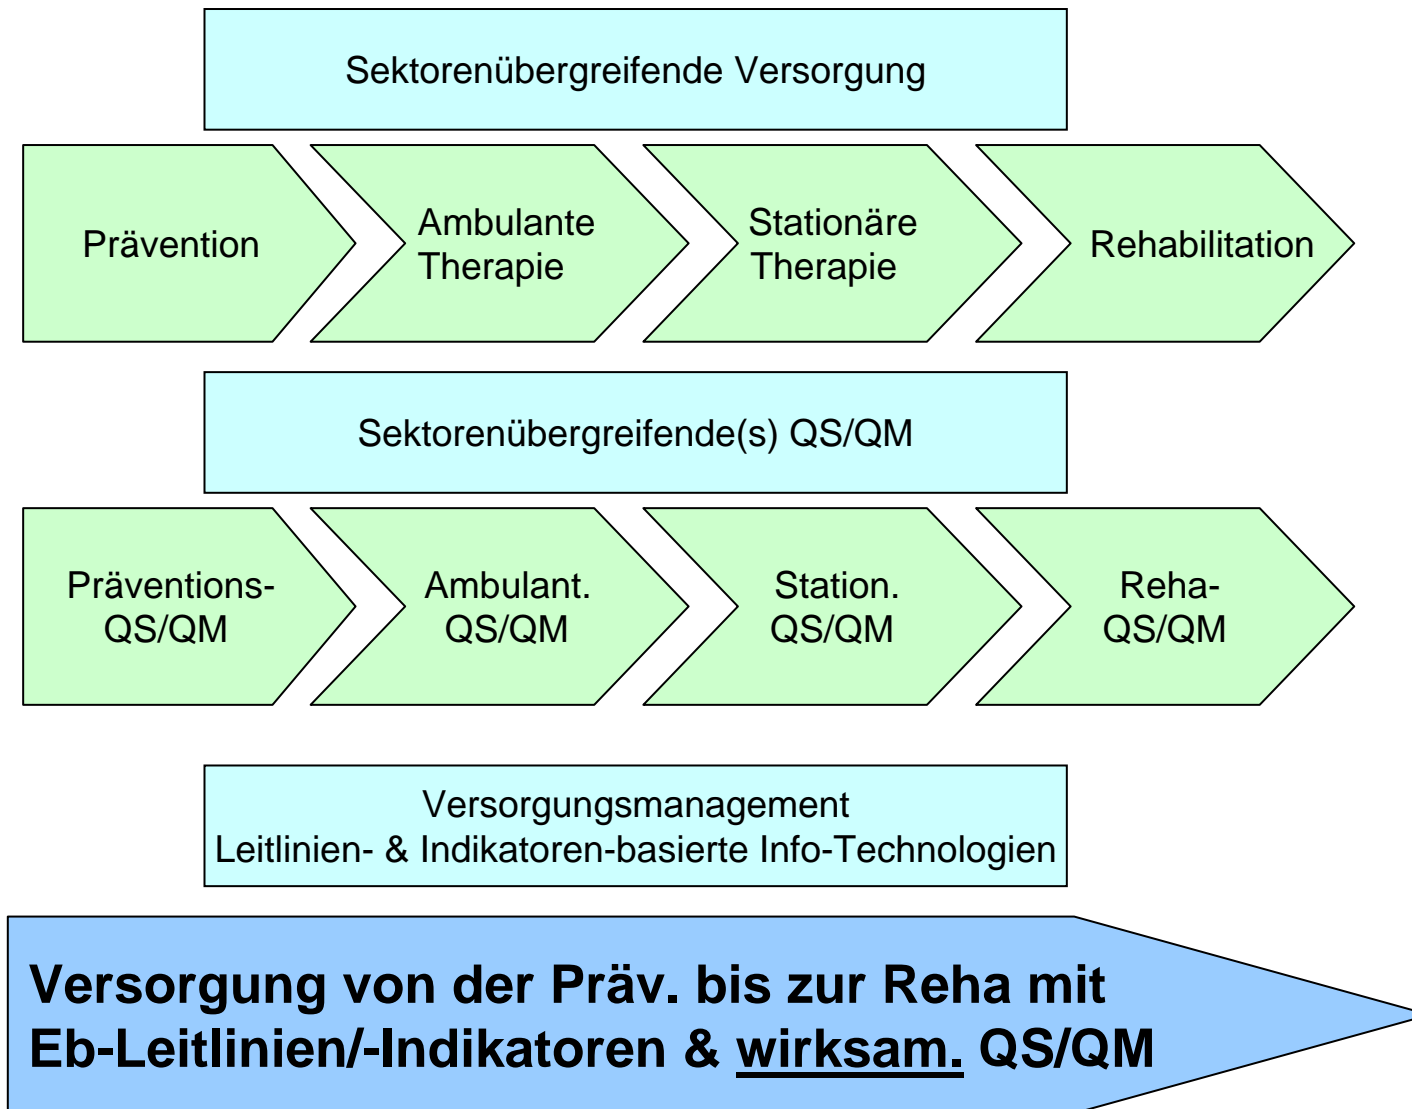 Sektorenübergreifende Versorgung
Prävention
Ambulante
Therapie
Stationäre
Therapie
Rehabilitation
Sektorenübergreifende(s) QS/QM
Präventions-
QS/QM
Ambulant.
QS/QM
Station.
QS/QM
Reha-
QS/QM
Versorgungsmanagement
Leitlinien- & Indikatoren-basierte Info-Technologien
Versorgung von der Präv. bis zur Reha mit
Eb-Leitlinien/-Indikatoren & wirksam. QS/QM